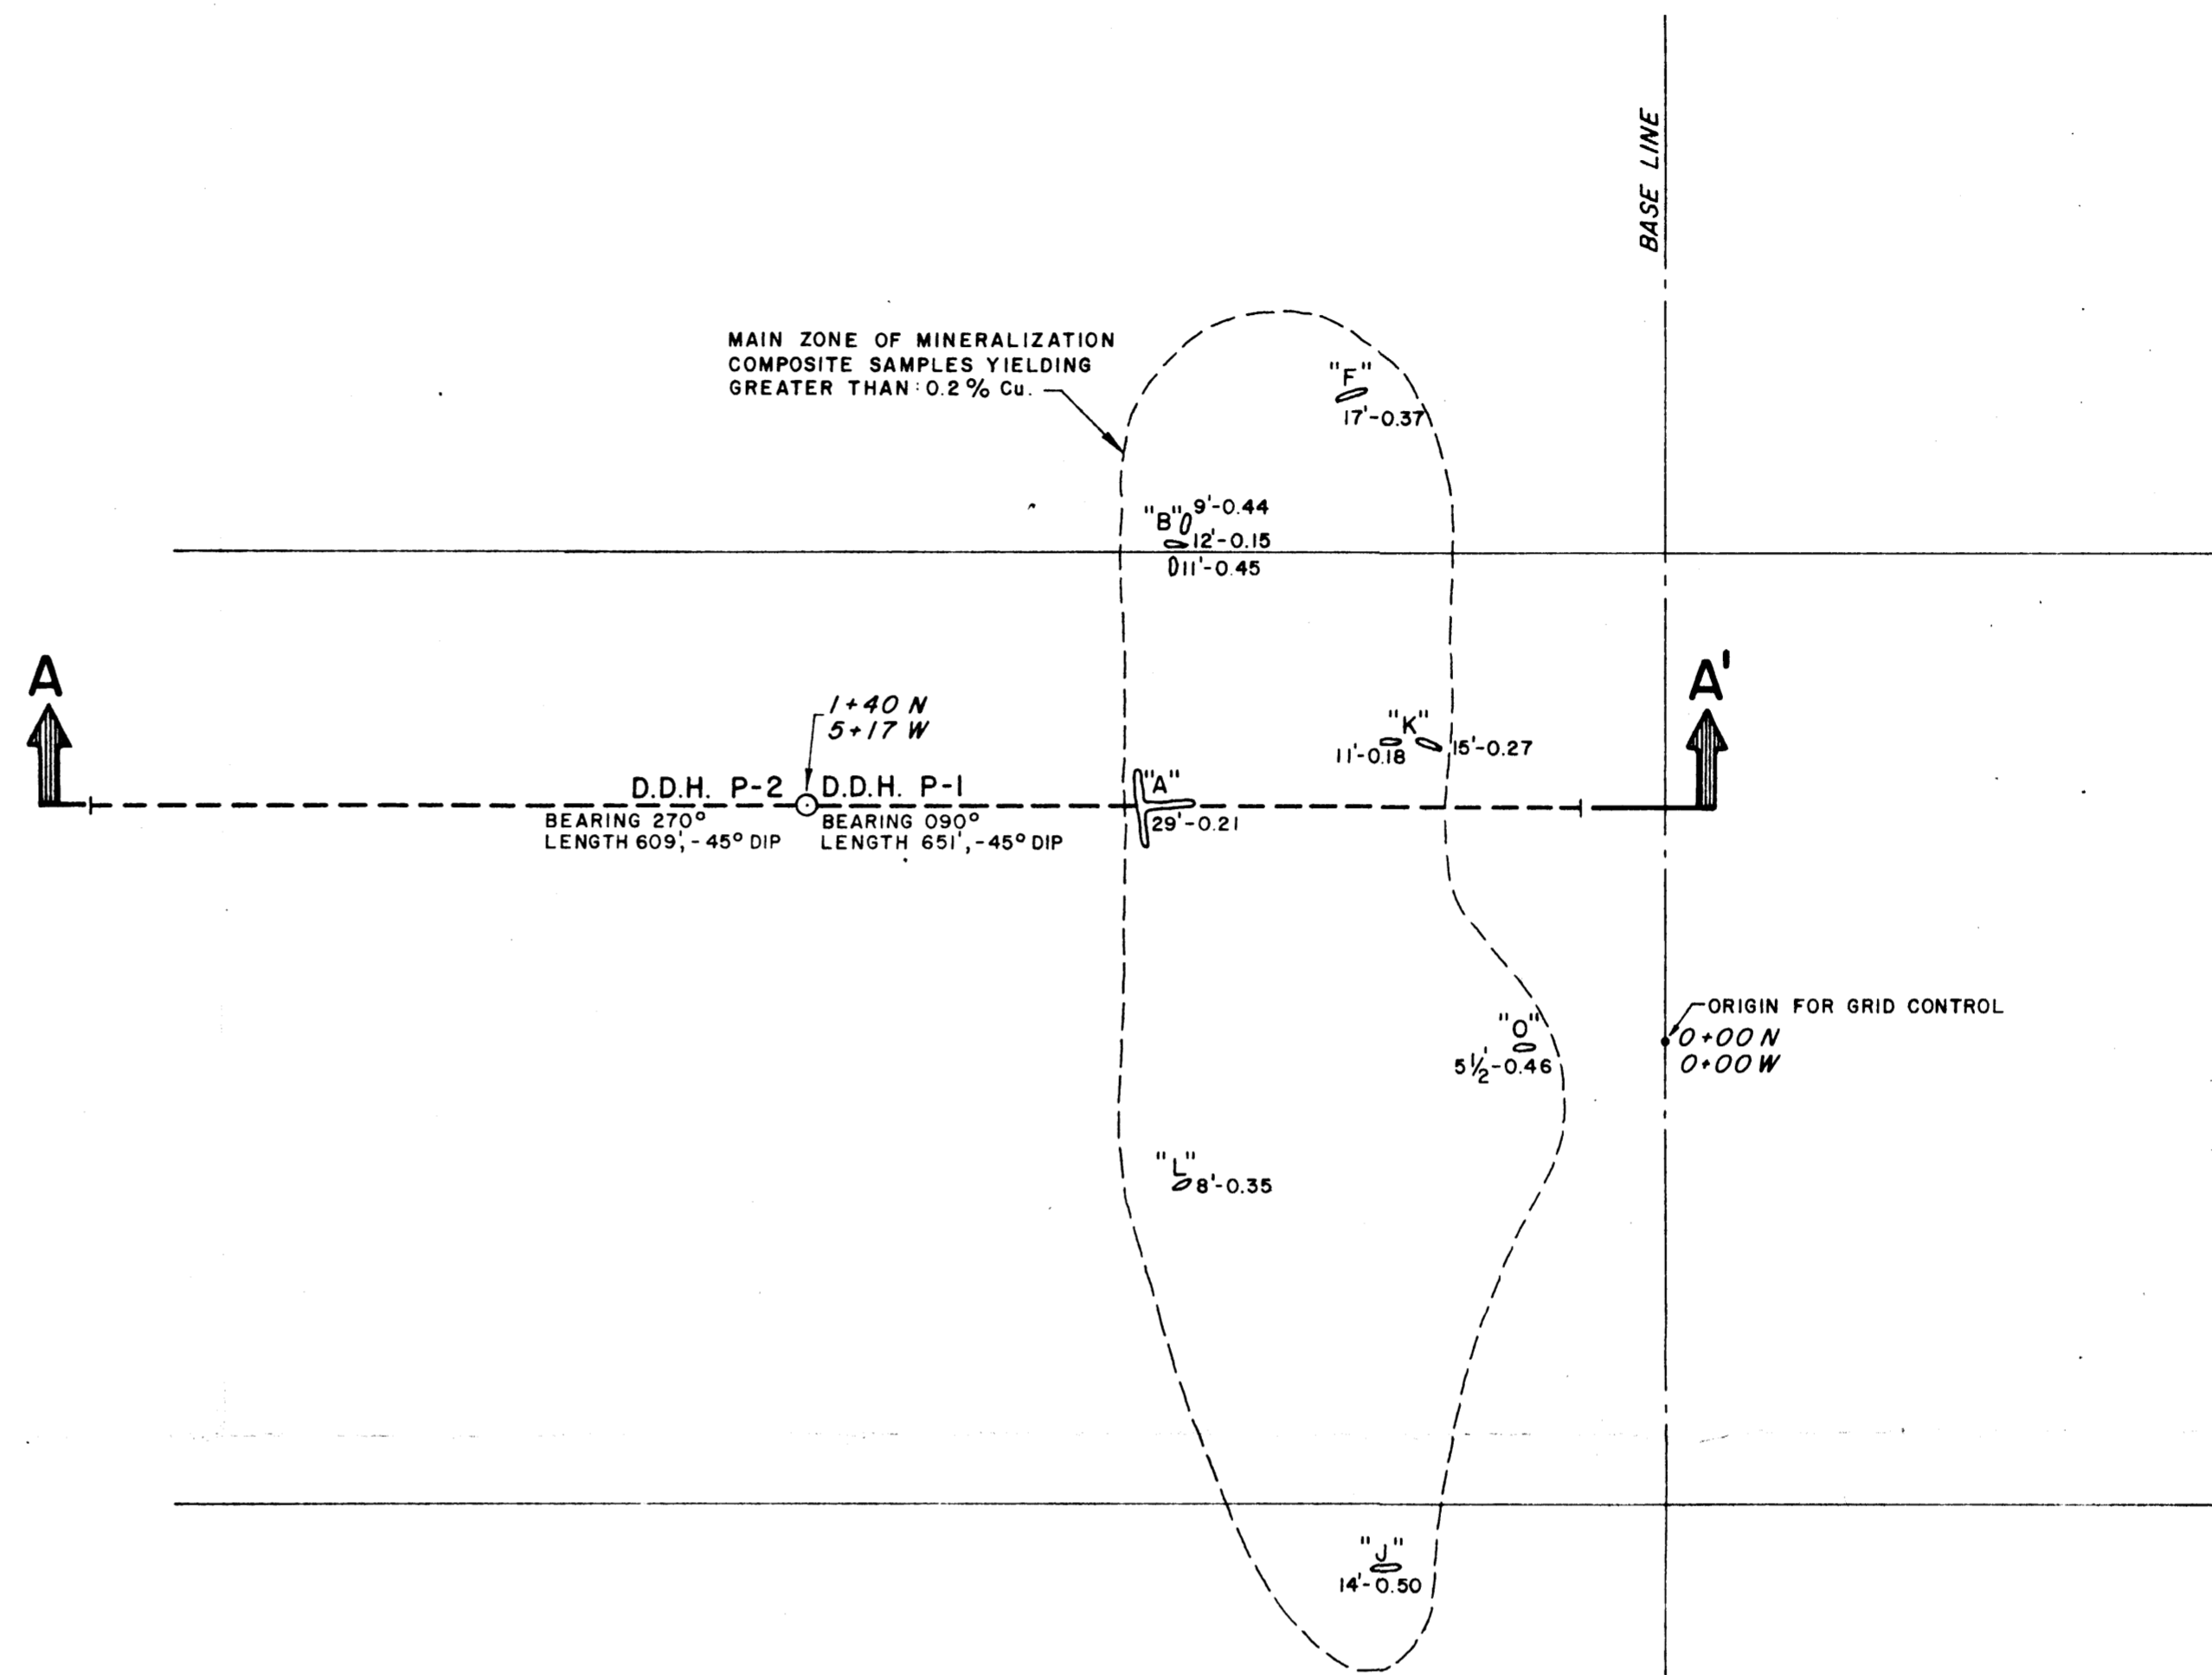 BASE LINE
MAIN ZONE OF MINERALIZATION
COMPOSITE SAMPLES YIELDING
GREATER THAN : 0.2 % Cu.
"F"
17'-0.37
"B" 9'-0.44
12'-0.15
11'-0.45
A
A'
1+40 N
5+17 W
"K"
11'-0.18
15'-0.27
D.D.H. P-2
BEARING 270°
LENGTH 609', -45° DIP
D.D.H. P-1
BEARING 090°
LENGTH 651', -45° DIP
"A"
29'-0.21
ORIGIN FOR GRID CONTROL
0+00 N
0+00 W
"O"
5½'-0.46
"L"
8'-0.35
"J"
14'-0.50